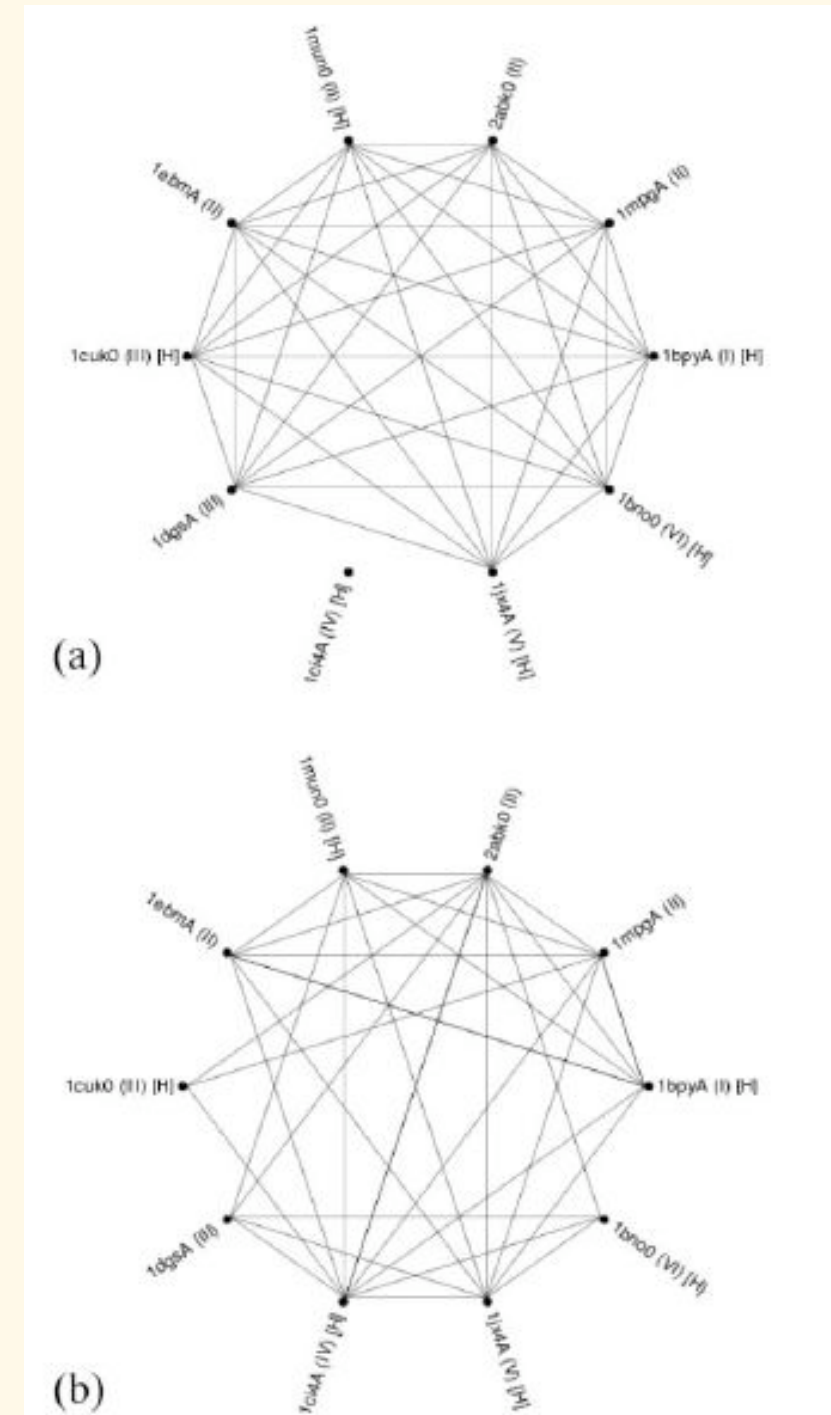 1mun0 (II) [H]
2abk0 (II)
1ebmA (II)
1mpgA (II)
1cuk0 (III) [H]
1bpyA (I) [H]
1dgsA (III)
1bno0 (VI) [H]
1ci4A (IV) [H]
1jx4A (V) [H]
(a)
1mun0 (II) [H]
2abk0 (II)
1ebmA (II)
1mpgA (II)
1cuk0 (III) [H]
1bpyA (I) [H]
1dgsA (III)
1bno0 (VI) [H]
1ci4A (IV) [H]
1jx4A (V) [H]
(b)